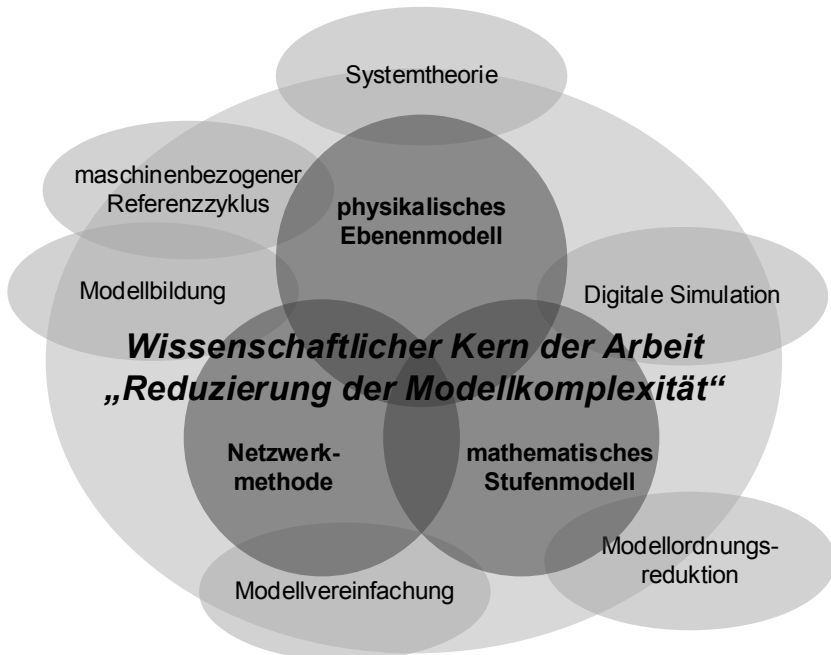 Systemtheorie
maschinenbezogener
Referenzzyklus
physikalisches
Ebenenmodell
Modellbildung
Digitale Simulation
Wissenschaftlicher Kern der Arbeit
„Reduzierung der Modellkomplexität“
Netzwerk-
methode
mathematisches
Stufenmodell
Modellordnungs-
reduktion
Modellvereinfachung